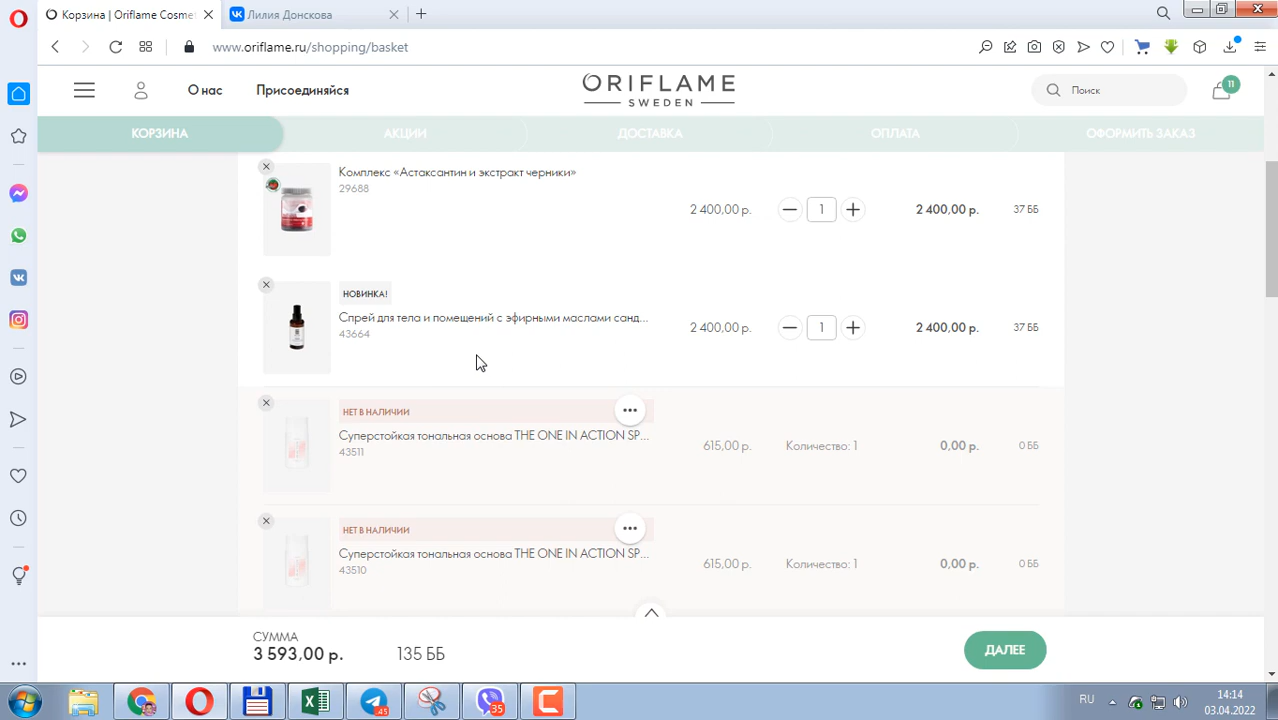 Корзина | Oriflame Cosme
Лилия Донскова
www.oriflame.ru/shopping/basket
О нас
Присоединяйся
ORIFLAME
SWEDEN
Поиск
11
КОРЗИНА
АКЦИИ
ДОСТАВКА
ОПЛАТА
ОФОРМИТЬ ЗАКАЗ
Комплекс «Астаксантин и экстракт черники»
29688
2 400,00 р.
1
2 400,00 р.
37 ББ
НОВИНКА!
Спрей для тела и помещений с эфирными маслами санд...
43664
2 400,00 р.
1
2 400,00 р.
37 ББ
НЕТ В НАЛИЧИИ
Суперстойкая тональная основа THE ONE IN ACTION SP...
43511
615,00 р.
Количество: 1
0,00 р.
0 ББ
НЕТ В НАЛИЧИИ
Суперстойкая тональная основа THE ONE IN ACTION SP...
43510
615,00 р.
Количество: 1
0,00 р.
0 ББ
СУММА
3 593,00 р.
135 ББ
ДАЛЕЕ
45
35
RU
14:14
03.04.2022